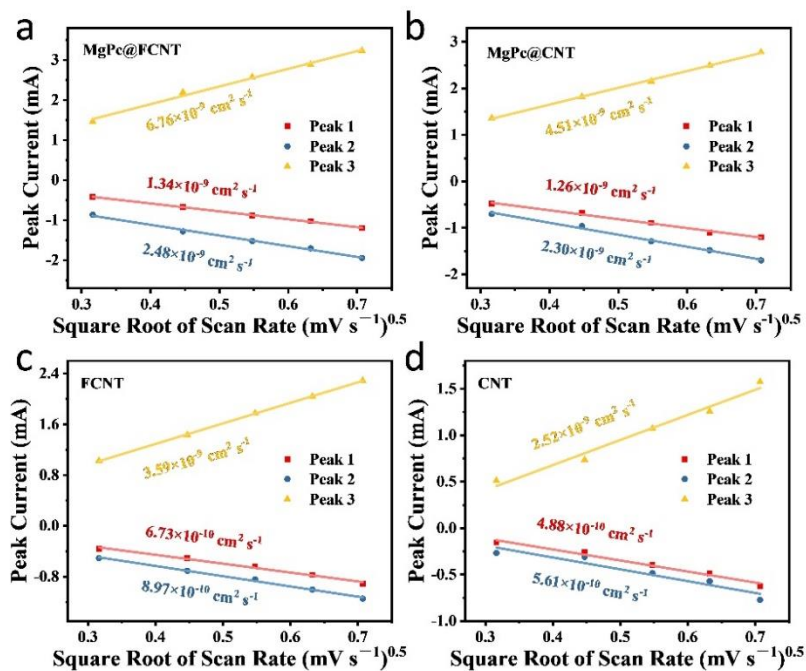 a
MgPc@FCNT
Peak Current (mA)
3
2
1
0
-1
-2
6.76×10⁻⁹ cm² s⁻¹
Peak 1
Peak 2
Peak 3
1.34×10⁻⁹ cm² s⁻¹
2.48×10⁻⁹ cm² s⁻¹
0.3 0.4 0.5 0.6 0.7
Square Root of Scan Rate (mV s⁻¹)⁰·⁵
b
MgPc@CNT
Peak Current (mA)
3
2
1
0
-1
-2
4.51×10⁻⁹ cm² s⁻¹
Peak 1
Peak 2
Peak 3
1.26×10⁻⁹ cm² s⁻¹
2.30×10⁻⁹ cm² s⁻¹
0.3 0.4 0.5 0.6 0.7
Square Root of Scan Rate (mV s⁻¹)⁰·⁵
c
FCNT
Peak Current (mA)
2.4
1.6
0.8
0.0
-0.8
3.59×10⁻⁹ cm² s⁻¹
Peak 1
Peak 2
Peak 3
6.73×10⁻¹⁰ cm² s⁻¹
8.97×10⁻¹⁰ cm² s⁻¹
0.3 0.4 0.5 0.6 0.7
Square Root of Scan Rate (mV s⁻¹)⁰·⁵
d
CNT
Peak Current (mA)
1.5
1.0
0.5
0.0
-0.5
-1.0
2.52×10⁻⁹ cm² s⁻¹
Peak 1
Peak 2
Peak 3
4.88×10⁻¹⁰ cm² s⁻¹
5.61×10⁻¹⁰ cm² s⁻¹
0.3 0.4 0.5 0.6 0.7
Square Root of Scan Rate (mV s⁻¹)⁰·⁵